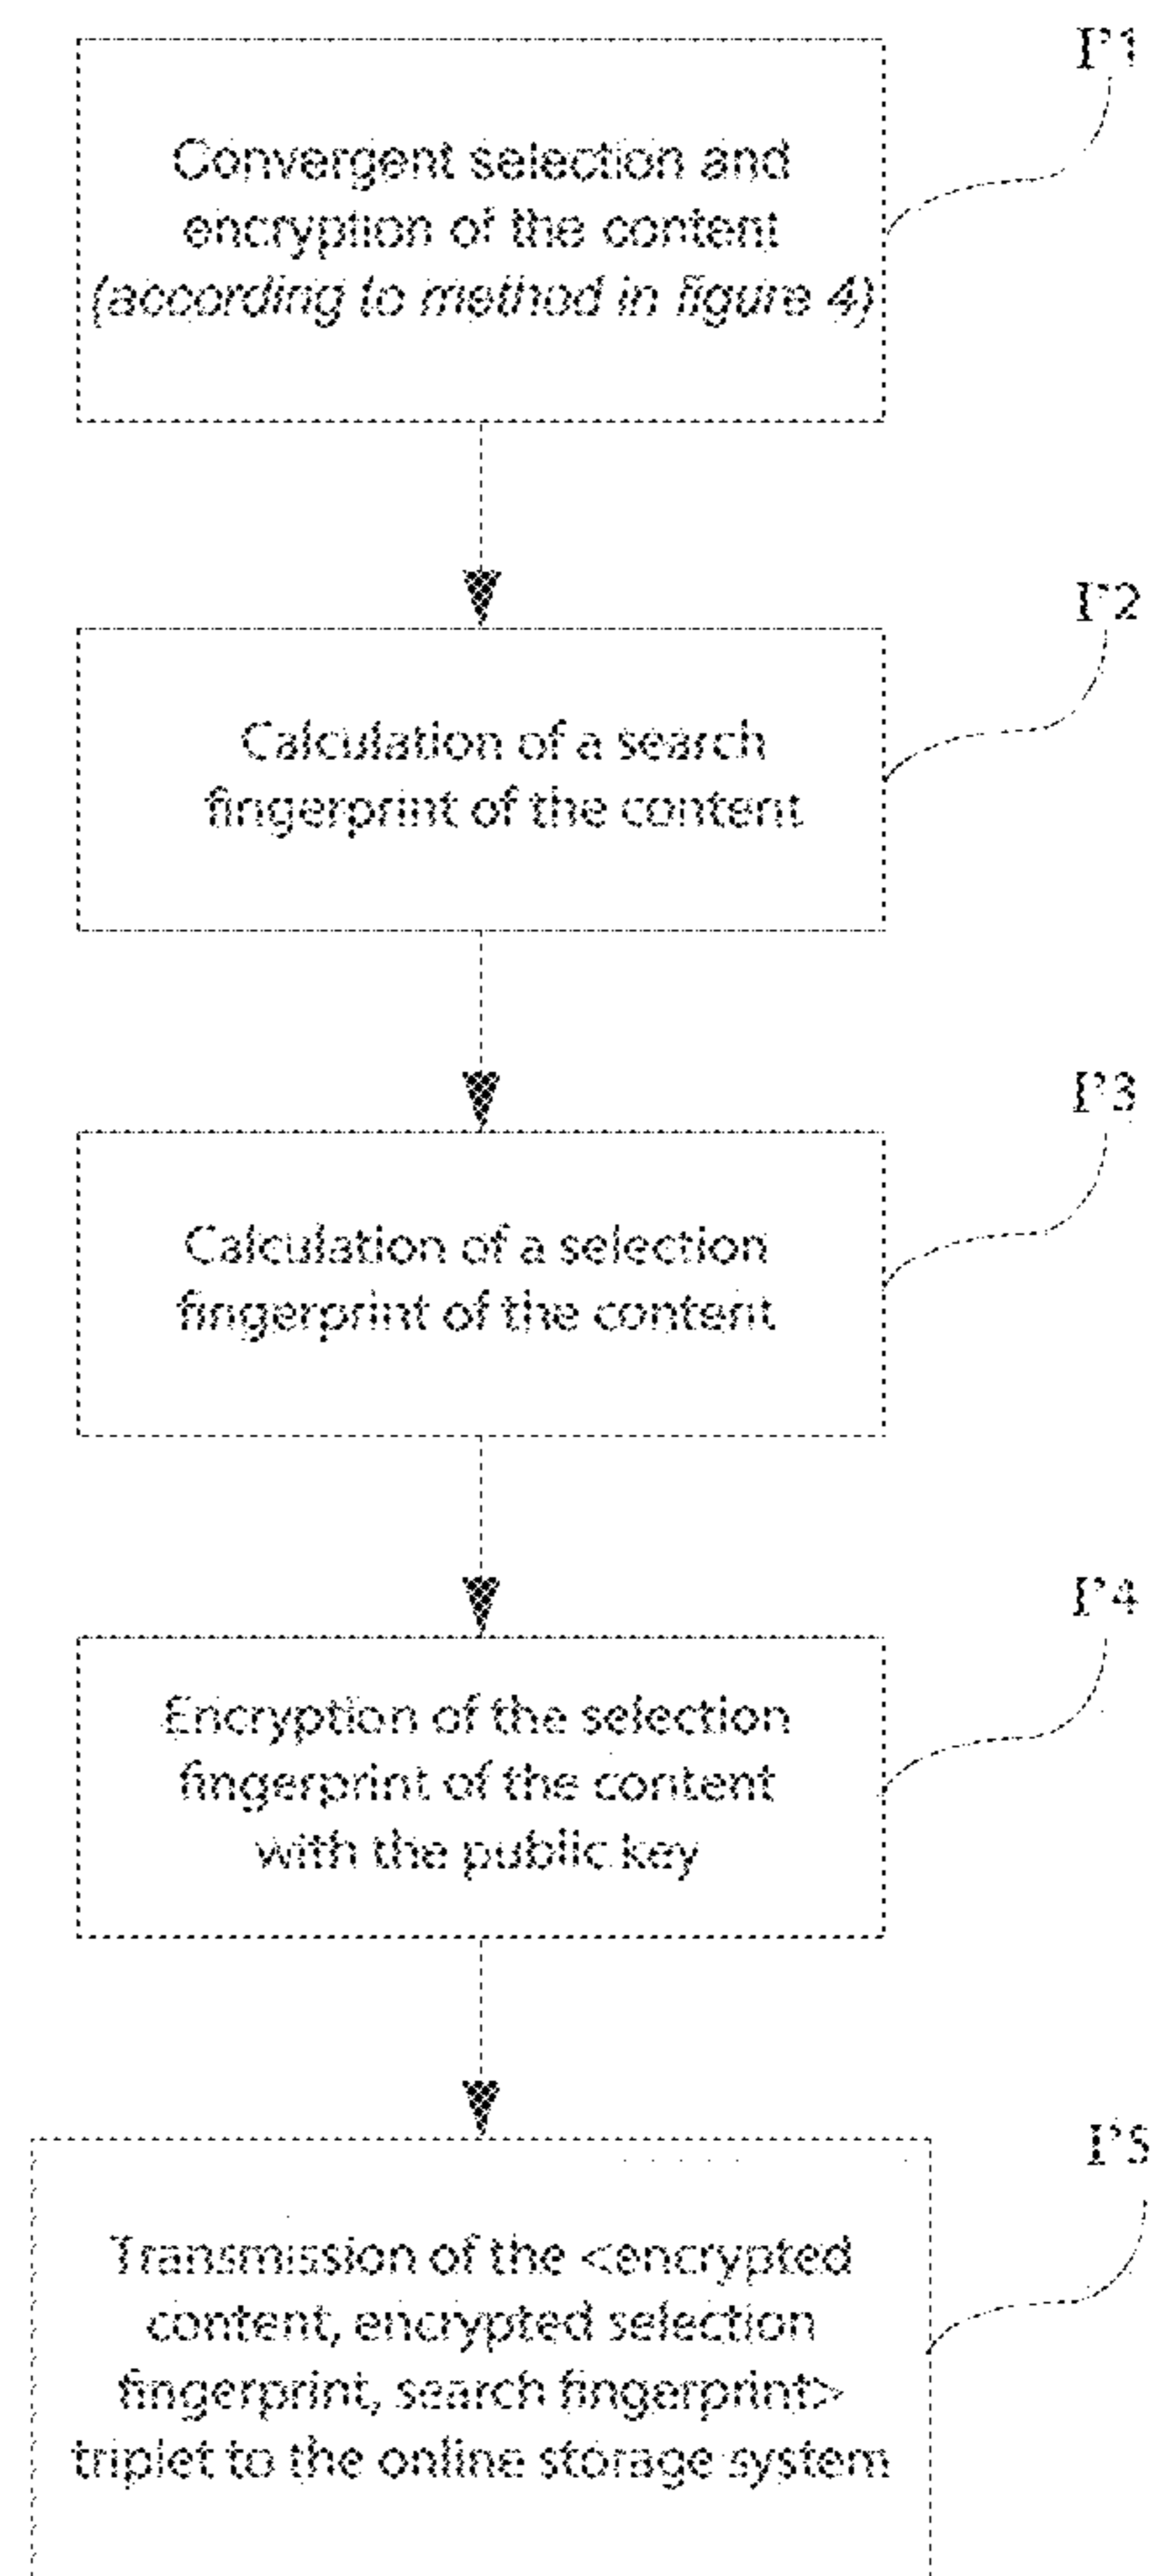 I'1
Convergent selection and
encryption of the content
(according to method in figure 4)
I'2
Calculation of a search
fingerprint of the content
I'3
Calculation of a selection
fingerprint of the content
I'4
Encryption of the selection
fingerprint of the content
with the public key
I'5
Transmission of the <encrypted
content, encrypted selection
fingerprint, search fingerprint>
triplet to the online storage system